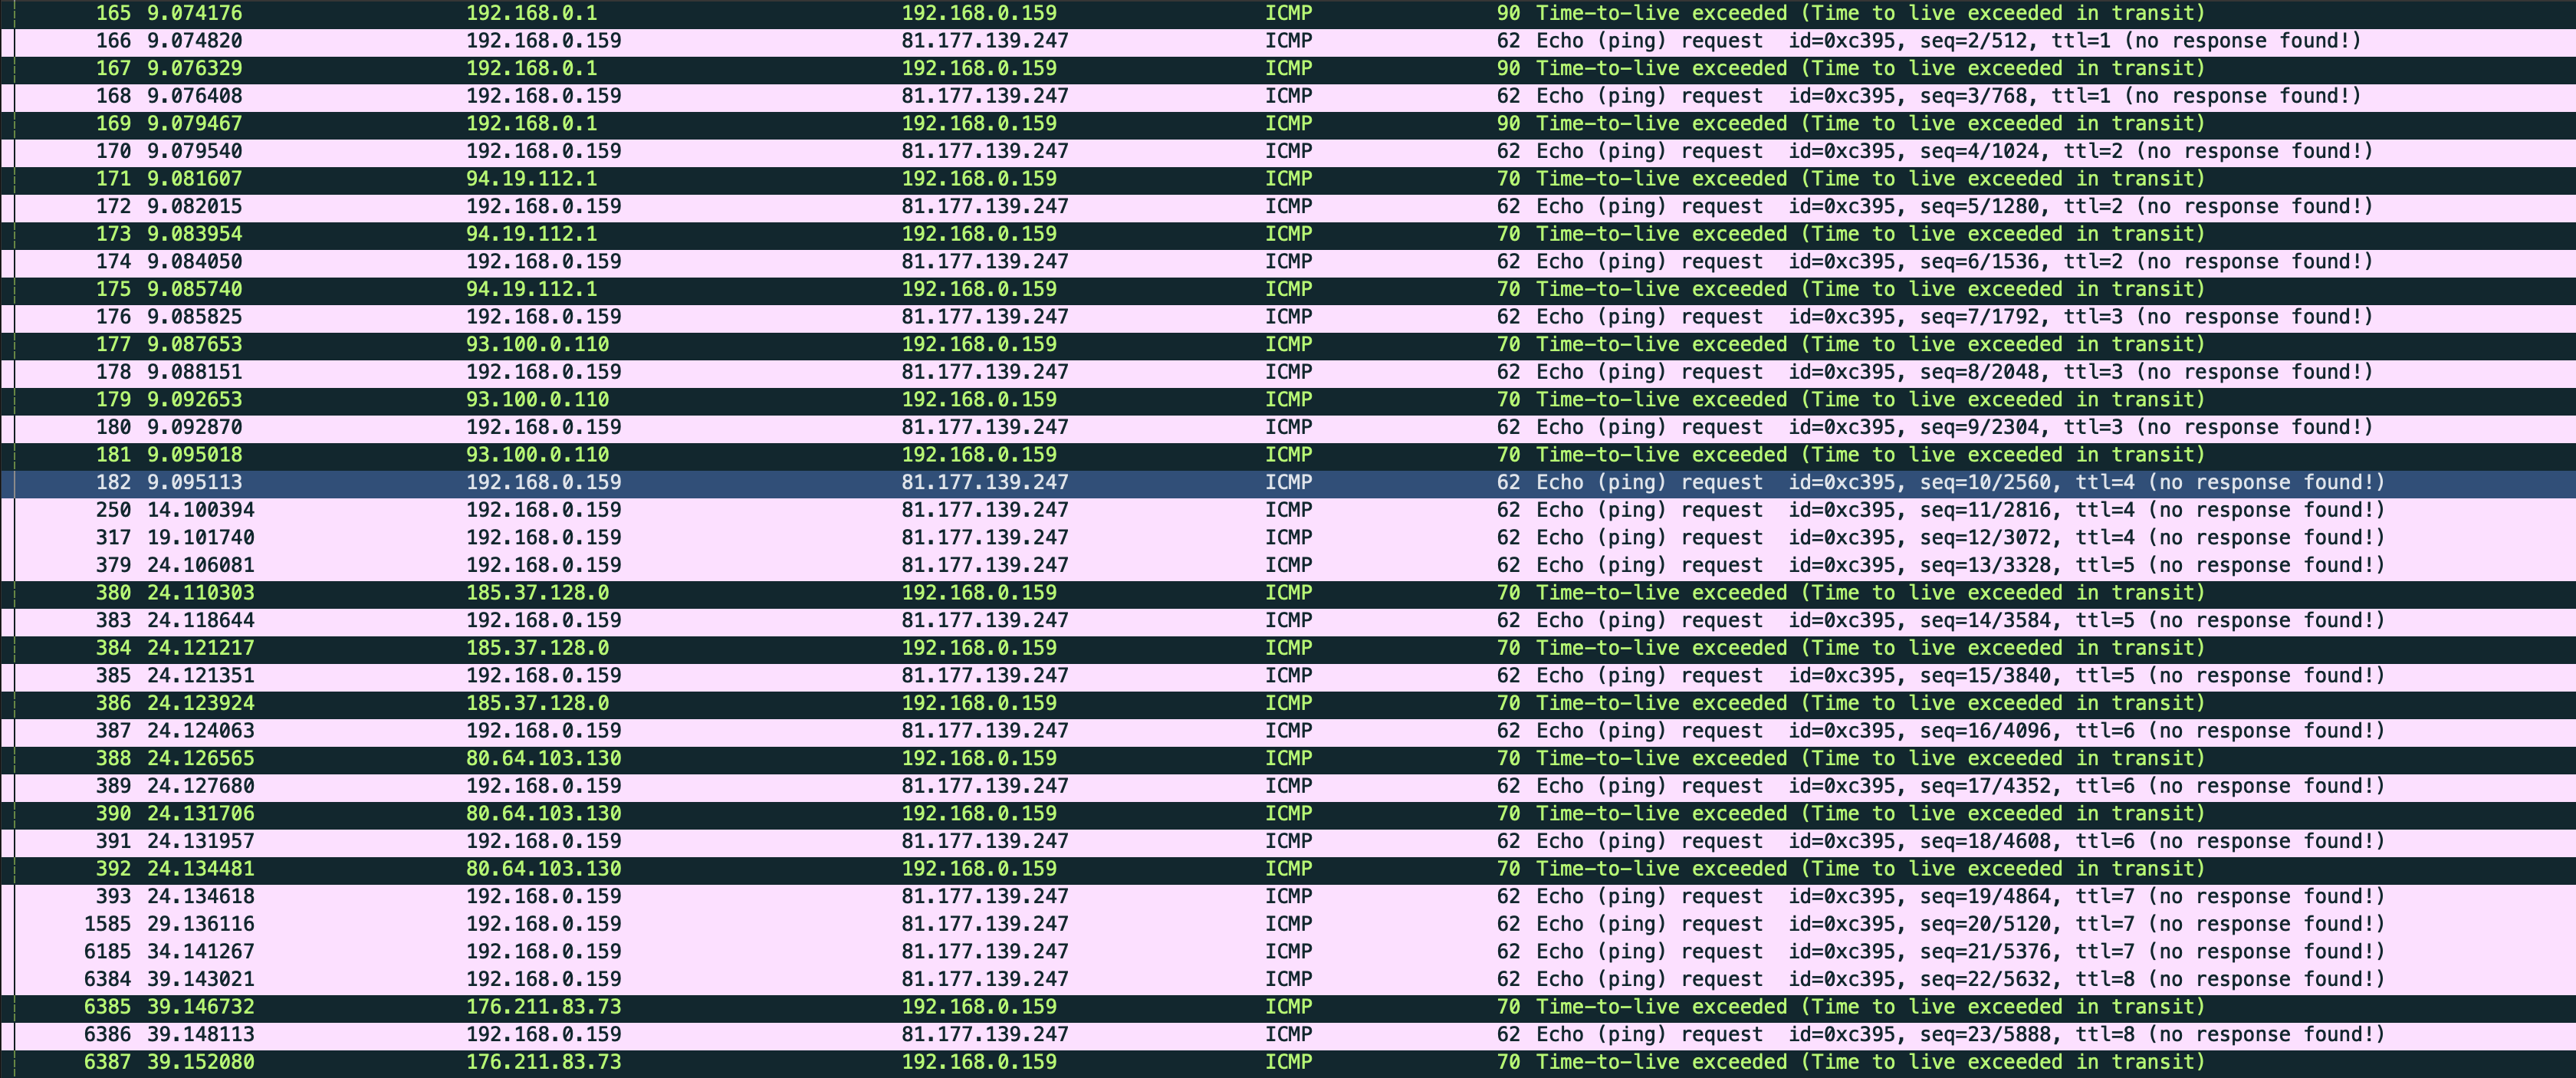 165 9.074176 192.168.0.1 192.168.0.159 ICMP 90 Time-to-live exceeded (Time to live exceeded in transit)
166 9.074820 192.168.0.159 81.177.139.247 ICMP 62 Echo (ping) request id=0xc395, seq=2/512, ttl=1 (no response found!)
167 9.076329 192.168.0.1 192.168.0.159 ICMP 90 Time-to-live exceeded (Time to live exceeded in transit)
168 9.076408 192.168.0.159 81.177.139.247 ICMP 62 Echo (ping) request id=0xc395, seq=3/768, ttl=1 (no response found!)
169 9.079467 192.168.0.1 192.168.0.159 ICMP 90 Time-to-live exceeded (Time to live exceeded in transit)
170 9.079540 192.168.0.159 81.177.139.247 ICMP 62 Echo (ping) request id=0xc395, seq=4/1024, ttl=2 (no response found!)
171 9.081607 94.19.112.1 192.168.0.159 ICMP 70 Time-to-live exceeded (Time to live exceeded in transit)
172 9.082015 192.168.0.159 81.177.139.247 ICMP 62 Echo (ping) request id=0xc395, seq=5/1280, ttl=2 (no response found!)
173 9.083954 94.19.112.1 192.168.0.159 ICMP 70 Time-to-live exceeded (Time to live exceeded in transit)
174 9.084050 192.168.0.159 81.177.139.247 ICMP 62 Echo (ping) request id=0xc395, seq=6/1536, ttl=2 (no response found!)
175 9.085740 94.19.112.1 192.168.0.159 ICMP 70 Time-to-live exceeded (Time to live exceeded in transit)
176 9.085825 192.168.0.159 81.177.139.247 ICMP 62 Echo (ping) request id=0xc395, seq=7/1792, ttl=3 (no response found!)
177 9.087653 93.100.0.110 192.168.0.159 ICMP 70 Time-to-live exceeded (Time to live exceeded in transit)
178 9.088151 192.168.0.159 81.177.139.247 ICMP 62 Echo (ping) request id=0xc395, seq=8/2048, ttl=3 (no response found!)
179 9.092653 93.100.0.110 192.168.0.159 ICMP 70 Time-to-live exceeded (Time to live exceeded in transit)
180 9.092870 192.168.0.159 81.177.139.247 ICMP 62 Echo (ping) request id=0xc395, seq=9/2304, ttl=3 (no response found!)
181 9.095018 93.100.0.110 192.168.0.159 ICMP 70 Time-to-live exceeded (Time to live exceeded in transit)
182 9.095113 192.168.0.159 81.177.139.247 ICMP 62 Echo (ping) request id=0xc395, seq=10/2560, ttl=4 (no response found!)
250 14.100394 192.168.0.159 81.177.139.247 ICMP 62 Echo (ping) request id=0xc395, seq=11/2816, ttl=4 (no response found!)
317 19.101740 192.168.0.159 81.177.139.247 ICMP 62 Echo (ping) request id=0xc395, seq=12/3072, ttl=4 (no response found!)
379 24.106081 192.168.0.159 81.177.139.247 ICMP 62 Echo (ping) request id=0xc395, seq=13/3328, ttl=5 (no response found!)
380 24.110303 185.37.128.0 192.168.0.159 ICMP 70 Time-to-live exceeded (Time to live exceeded in transit)
383 24.118644 192.168.0.159 81.177.139.247 ICMP 62 Echo (ping) request id=0xc395, seq=14/3584, ttl=5 (no response found!)
384 24.121217 185.37.128.0 192.168.0.159 ICMP 70 Time-to-live exceeded (Time to live exceeded in transit)
385 24.121351 192.168.0.159 81.177.139.247 ICMP 62 Echo (ping) request id=0xc395, seq=15/3840, ttl=5 (no response found!)
386 24.123924 185.37.128.0 192.168.0.159 ICMP 70 Time-to-live exceeded (Time to live exceeded in transit)
387 24.124063 192.168.0.159 81.177.139.247 ICMP 62 Echo (ping) request id=0xc395, seq=16/4096, ttl=6 (no response found!)
388 24.126565 80.64.103.130 192.168.0.159 ICMP 70 Time-to-live exceeded (Time to live exceeded in transit)
389 24.127680 192.168.0.159 81.177.139.247 ICMP 62 Echo (ping) request id=0xc395, seq=17/4352, ttl=6 (no response found!)
390 24.131706 80.64.103.130 192.168.0.159 ICMP 70 Time-to-live exceeded (Time to live exceeded in transit)
391 24.131957 192.168.0.159 81.177.139.247 ICMP 62 Echo (ping) request id=0xc395, seq=18/4608, ttl=6 (no response found!)
392 24.134481 80.64.103.130 192.168.0.159 ICMP 70 Time-to-live exceeded (Time to live exceeded in transit)
393 24.134618 192.168.0.159 81.177.139.247 ICMP 62 Echo (ping) request id=0xc395, seq=19/4864, ttl=7 (no response found!)
1585 29.136116 192.168.0.159 81.177.139.247 ICMP 62 Echo (ping) request id=0xc395, seq=20/5120, ttl=7 (no response found!)
6185 34.141267 192.168.0.159 81.177.139.247 ICMP 62 Echo (ping) request id=0xc395, seq=21/5376, ttl=7 (no response found!)
6384 39.143021 192.168.0.159 81.177.139.247 ICMP 62 Echo (ping) request id=0xc395, seq=22/5632, ttl=8 (no response found!)
6385 39.146732 176.211.83.73 192.168.0.159 ICMP 70 Time-to-live exceeded (Time to live exceeded in transit)
6386 39.148113 192.168.0.159 81.177.139.247 ICMP 62 Echo (ping) request id=0xc395, seq=23/5888, ttl=8 (no response found!)
6387 39.152080 176.211.83.73 192.168.0.159 ICMP 70 Time-to-live exceeded (Time to live exceeded in transit)